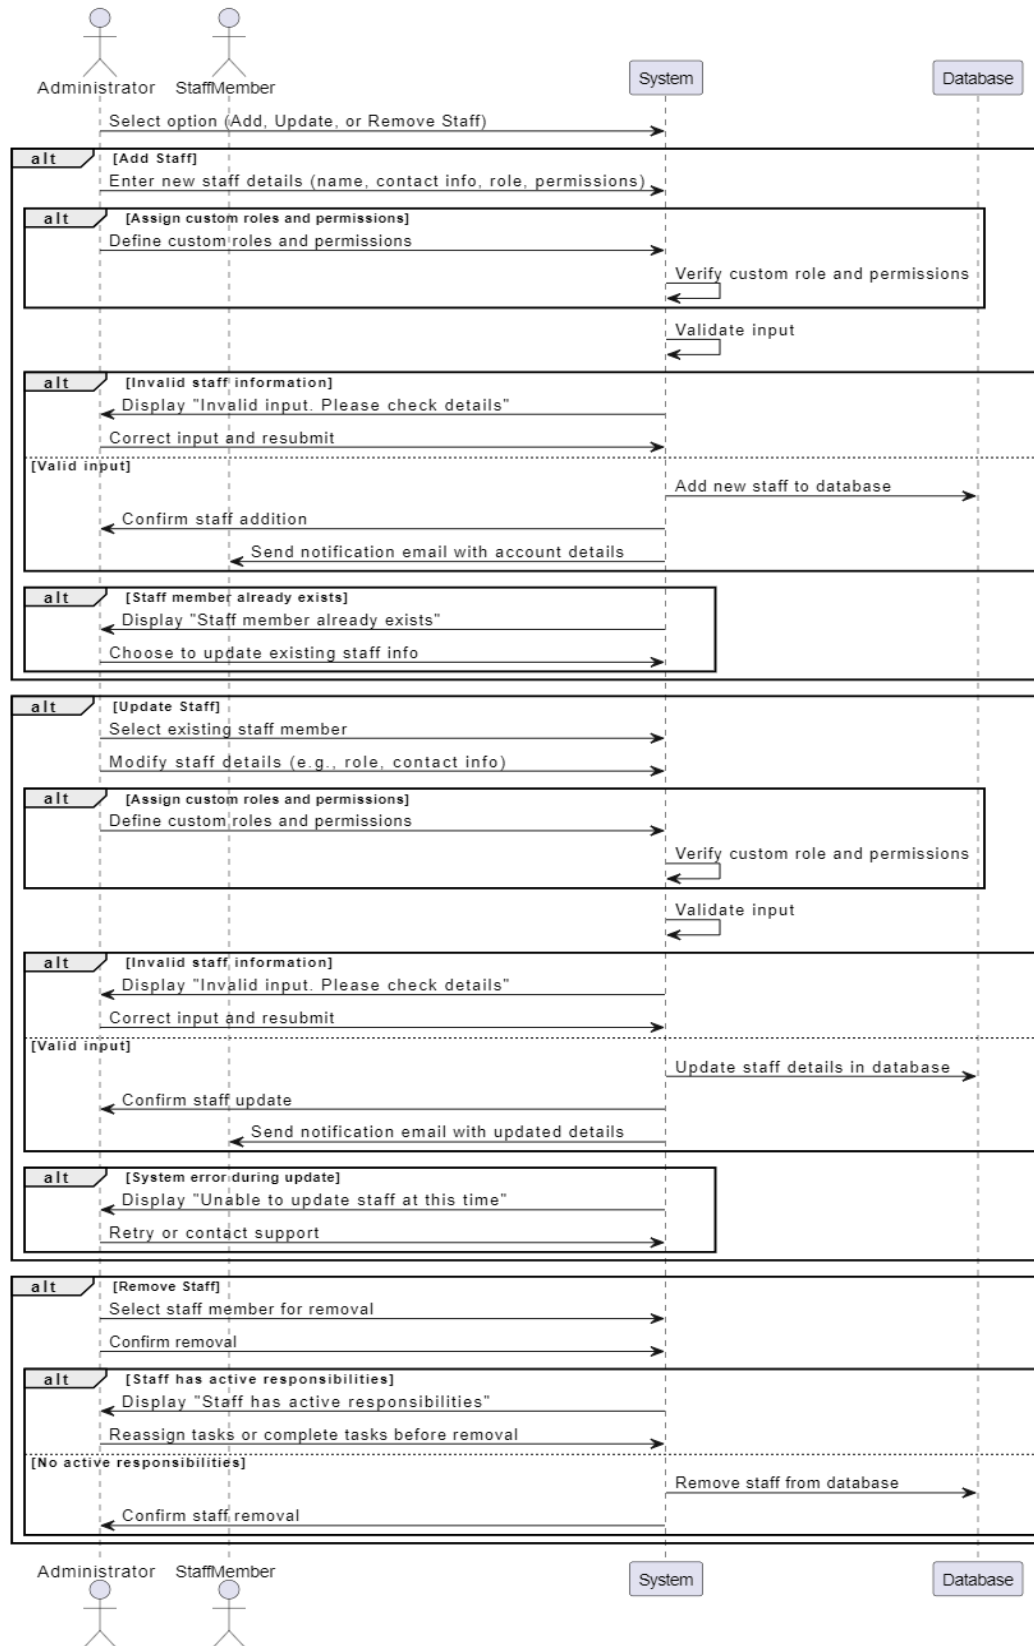 Administrator StaffMember System Database
Select option (Add, Update, or Remove Staff)
alt [Add Staff]
Enter new staff details (name, contact info, role, permissions)
alt [Assign custom roles and permissions]
Define custom roles and permissions
Verify custom role and permissions
Validate input
alt [Invalid staff information]
Display "Invalid input. Please check details"
Correct input and resubmit
[Valid input]
Add new staff to database
Confirm staff addition
Send notification email with account details
alt [Staff member already exists]
Display "Staff member already exists"
Choose to update existing staff info
alt [Update Staff]
Select existing staff member
Modify staff details (e.g., role, contact info)
alt [Assign custom roles and permissions]
Define custom roles and permissions
Verify custom role and permissions
Validate input
alt [Invalid staff information]
Display "Invalid input. Please check details"
Correct input and resubmit
[Valid input]
Update staff details in database
Confirm staff update
Send notification email with updated details
alt [System error during update]
Display "Unable to update staff at this time"
Retry or contact support
alt [Remove Staff]
Select staff member for removal
Confirm removal
alt [Staff has active responsibilities]
Display "Staff has active responsibilities"
Reassign tasks or complete tasks before removal
[No active responsibilities]
Remove staff from database
Confirm staff removal
Administrator StaffMember System Database